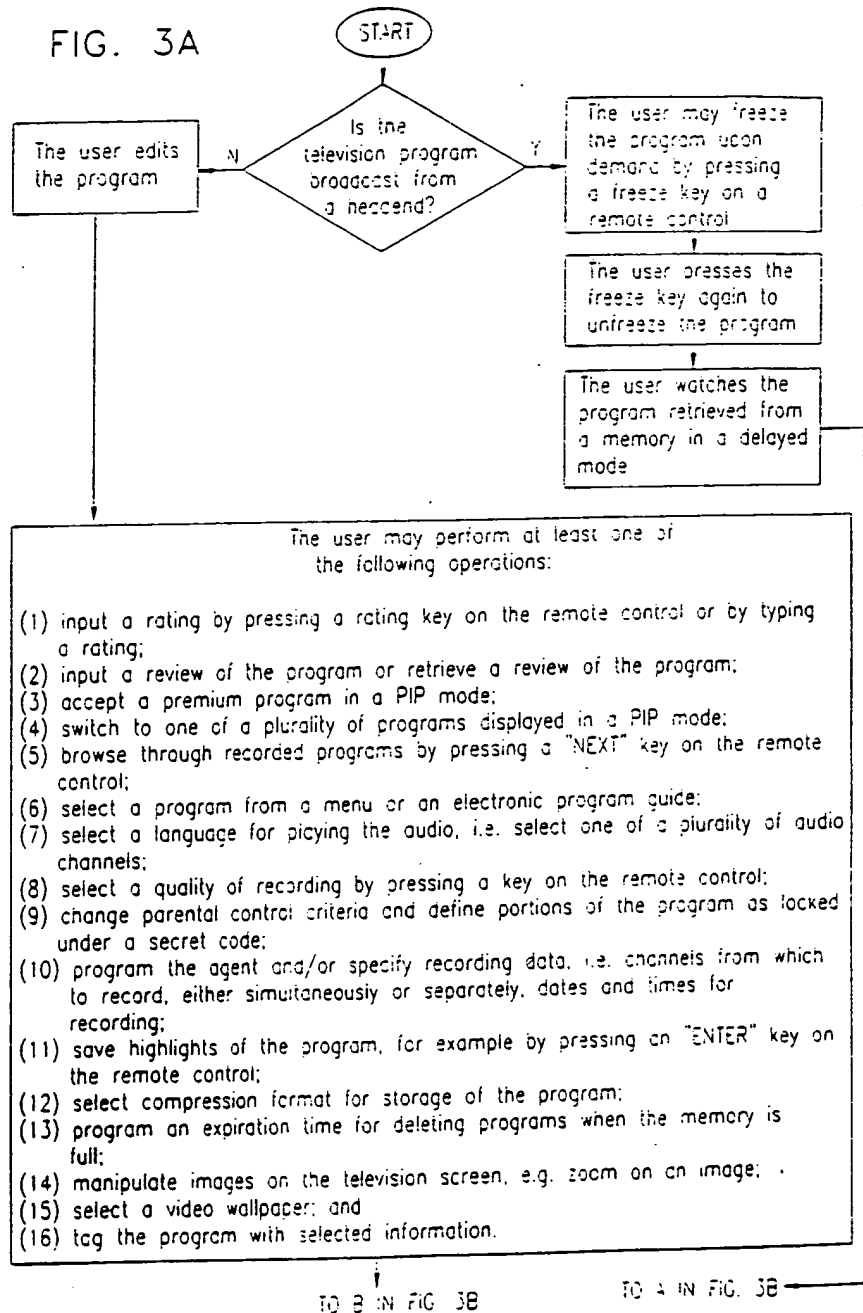 FIG. 3A
START
Is the
television program
broadcast from
a headend?
N
Y
The user edits
the program
The user may freeze
the program upon
demand by pressing
a freeze key on a
remote control
The user presses the
freeze key again to
unfreeze the program
The user watches the
program retrieved from
a memory in a delayed
mode
The user may perform at least one of
the following operations:
(1) input a rating by pressing a rating key on the remote control or by typing
a rating;
(2) input a review of the program or retrieve a review of the program;
(3) accept a premium program in a PIP mode;
(4) switch to one of a plurality of programs displayed in a PIP mode;
(5) browse through recorded programs by pressing a "NEXT" key on the remote
control;
(6) select a program from a menu or an electronic program guide;
(7) select a language for playing the audio, i.e. select one of a plurality of audio
channels;
(8) select a quality of recording by pressing a key on the remote control;
(9) change parental control criteria and define portions of the program as locked
under a secret code;
(10) program the agent and/or specify recording data, i.e. channels from which
to record, either simultaneously or separately, dates and times for
recording;
(11) save highlights of the program, for example by pressing an "ENTER" key on
the remote control;
(12) select compression format for storage of the program;
(13) program an expiration time for deleting programs when the memory is
full;
(14) manipulate images on the television screen, e.g. zoom on an image;
(15) select a video wallpaper; and
(16) tag the program with selected information.
TO B IN FIG 3B
TO A IN FIG. 3B